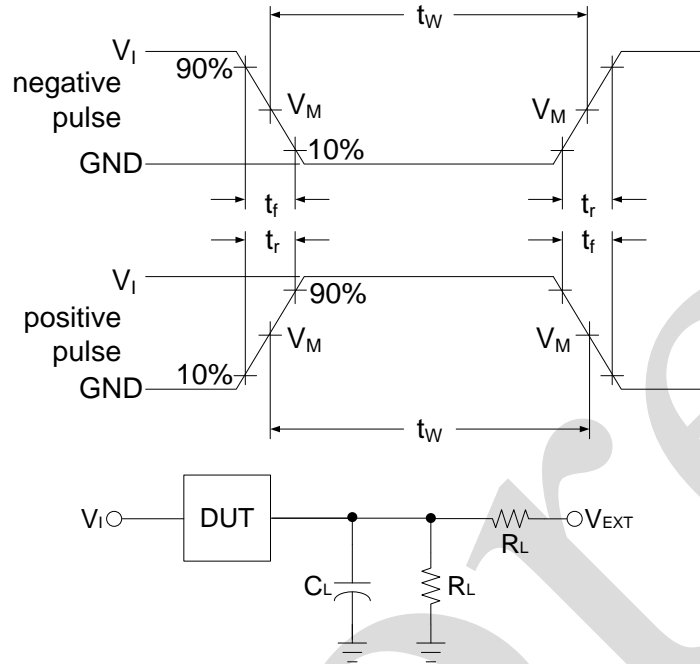 tW
VI
90%
negative
pulse
VM
VM
10%
GND
tf
tr
tr
tf
VI
90%
positive
pulse
VM
VM
10%
GND
tW
VI
DUT
VEXT
RL
CL
RL